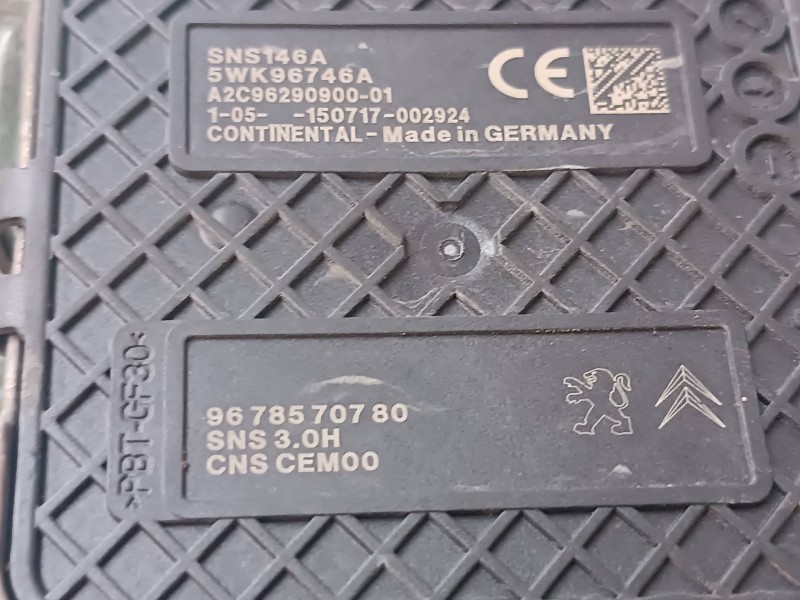 SNS146A
5WK96746A
A2C96290900-01
1-05- -150717-002924
CONTINENTAL - Made in GERMANY
CE
>PBT-GF30<
96 785 707 80
SNS 3.0H
CNS CEM00